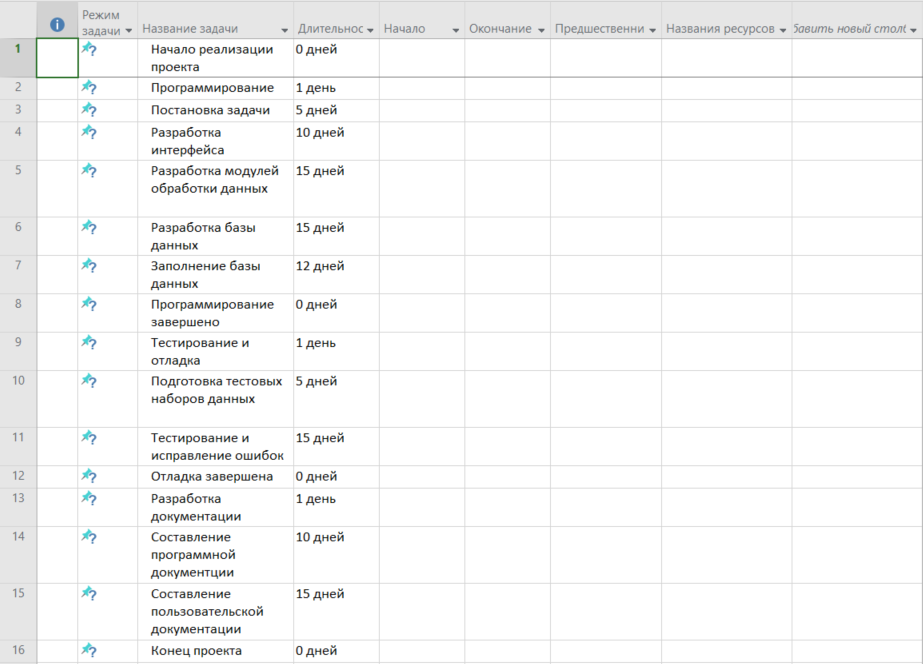 Режим
задачи
Название задачи
Длительнос
Начало
Окончание
Предшественни
Названия ресурсов
бавить новый столб
1
Начало реализации
проекта
0 дней
2
Программирование
1 день
3
Постановка задачи
5 дней
4
Разработка
интерфейса
10 дней
5
Разработка модулей
обработки данных
15 дней
6
Разработка базы
данных
15 дней
7
Заполнение базы
данных
12 дней
8
Программирование
завершено
0 дней
9
Тестирование и
отладка
1 день
10
Подготовка тестовых
наборов данных
5 дней
11
Тестирование и
исправление ошибок
15 дней
12
Отладка завершена
0 дней
13
Разработка
документации
1 день
14
Составление
программной
документции
10 дней
15
Составление
пользовательской
документации
15 дней
16
Конец проекта
0 дней